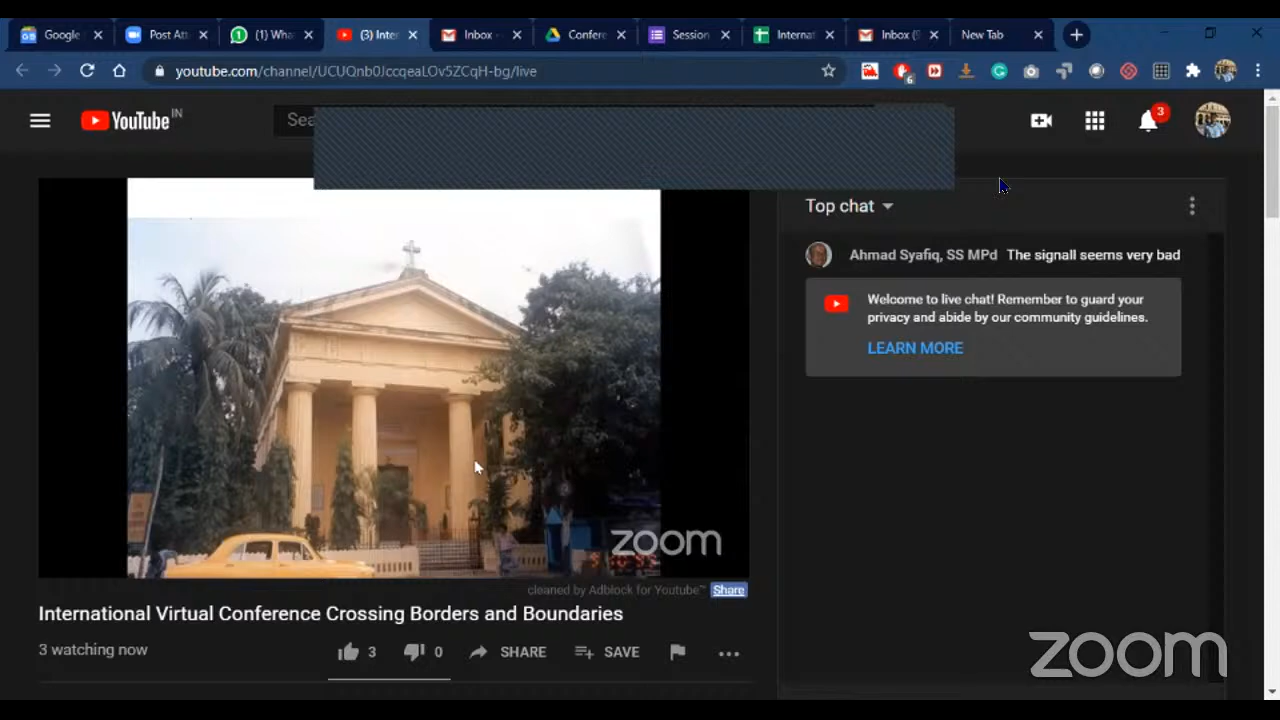 Google
Post Att
(1) Wha
(3) Inter
Inbox
Confere
Session
Internat
Inbox (
New Tab
youtube.com/channel/UCUQnb0JccqeaLOv5ZCqH-bg/live
6
YouTube IN
Sea
3
Top chat
Ahmad Syafiq, SS MPd The signall seems very bad
Welcome to live chat! Remember to guard your
privacy and abide by our community guidelines.
LEARN MORE
zoom
cleaned by Adblock for Youtube™ Share
International Virtual Conference Crossing Borders and Boundaries
3 watching now
3
0
SHARE
SAVE
zoom